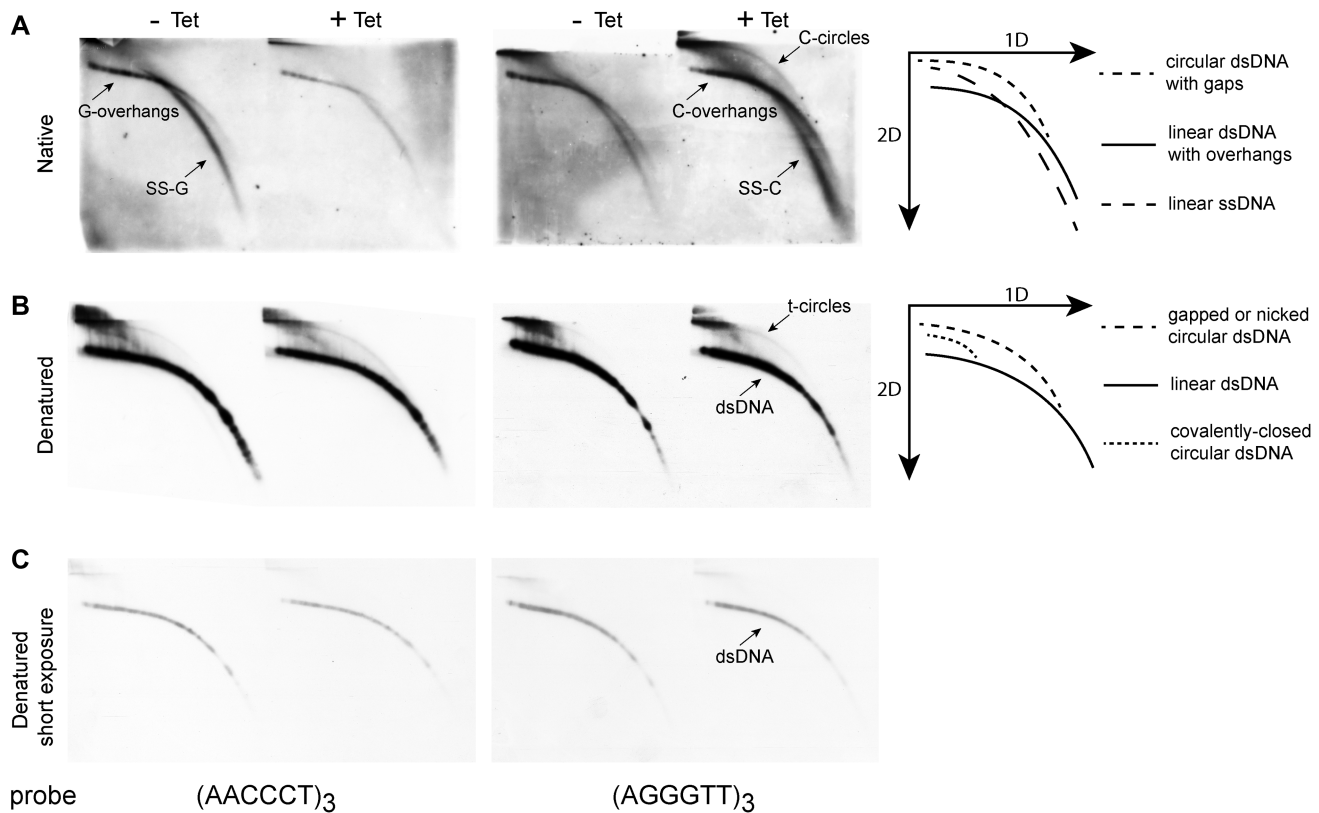 A
- Tet
+ Tet
- Tet
+ Tet
Native
G-overhangs
SS-G
C-circles
C-overhangs
SS-C
1D
2D
circular dsDNA
with gaps
linear dsDNA
with overhangs
linear ssDNA
B
Denatured
t-circles
dsDNA
1D
2D
gapped or nicked
circular dsDNA
linear dsDNA
covalently-closed
circular dsDNA
C
Denatured
short exposure
dsDNA
probe
(AACCCT)3
(AGGGTT)3